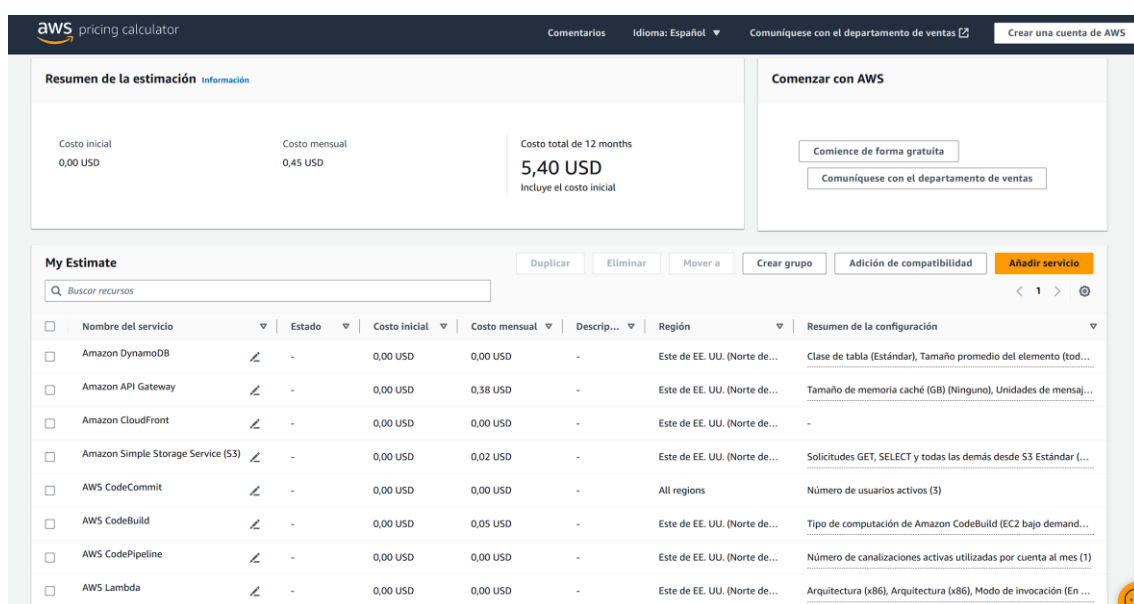 aws pricing calculator
Comentarios
Idioma: Español
Comuníquese con el departamento de ventas
Crear una cuenta de AWS
Resumen de la estimación Información
Comenzar con AWS
Costo inicial
0,00 USD
Costo mensual
0,45 USD
Costo total de 12 months
5,40 USD
Incluye el costo inicial
Comience de forma gratuita
Comuníquese con el departamento de ventas
My Estimate
Duplicar
Eliminar
Mover a
Crear grupo
Adición de compatibilidad
Añadir servicio
Buscar recursos
1
Nombre del servicio Estado Costo inicial Costo mensual Descrip... Región Resumen de la configuración
Amazon DynamoDB - 0,00 USD 0,00 USD - Este de EE. UU. (Norte de... Clase de tabla (Estándar), Tamaño promedio del elemento (tod...
Amazon API Gateway - 0,00 USD 0,38 USD - Este de EE. UU. (Norte de... Tamaño de memoria caché (GB) (Ninguno), Unidades de mensaj...
Amazon CloudFront - 0,00 USD 0,00 USD - Este de EE. UU. (Norte de... -
Amazon Simple Storage Service (S3) - 0,00 USD 0,02 USD - Este de EE. UU. (Norte de... Solicitudes GET, SELECT y todas las demás desde S3 Estándar (...
AWS CodeCommit - 0,00 USD 0,00 USD - All regions Número de usuarios activos (3)
AWS CodeBuild - 0,00 USD 0,05 USD - Este de EE. UU. (Norte de... Tipo de computación de Amazon CodeBuild (EC2 bajo demand...
AWS CodePipeline - 0,00 USD 0,00 USD - Este de EE. UU. (Norte de... Número de canalizaciones activas utilizadas por cuenta al mes (1)
AWS Lambda - 0,00 USD 0,00 USD - Este de EE. UU. (Norte de... Arquitectura (x86), Arquitectura (x86), Modo de invocación (En ...